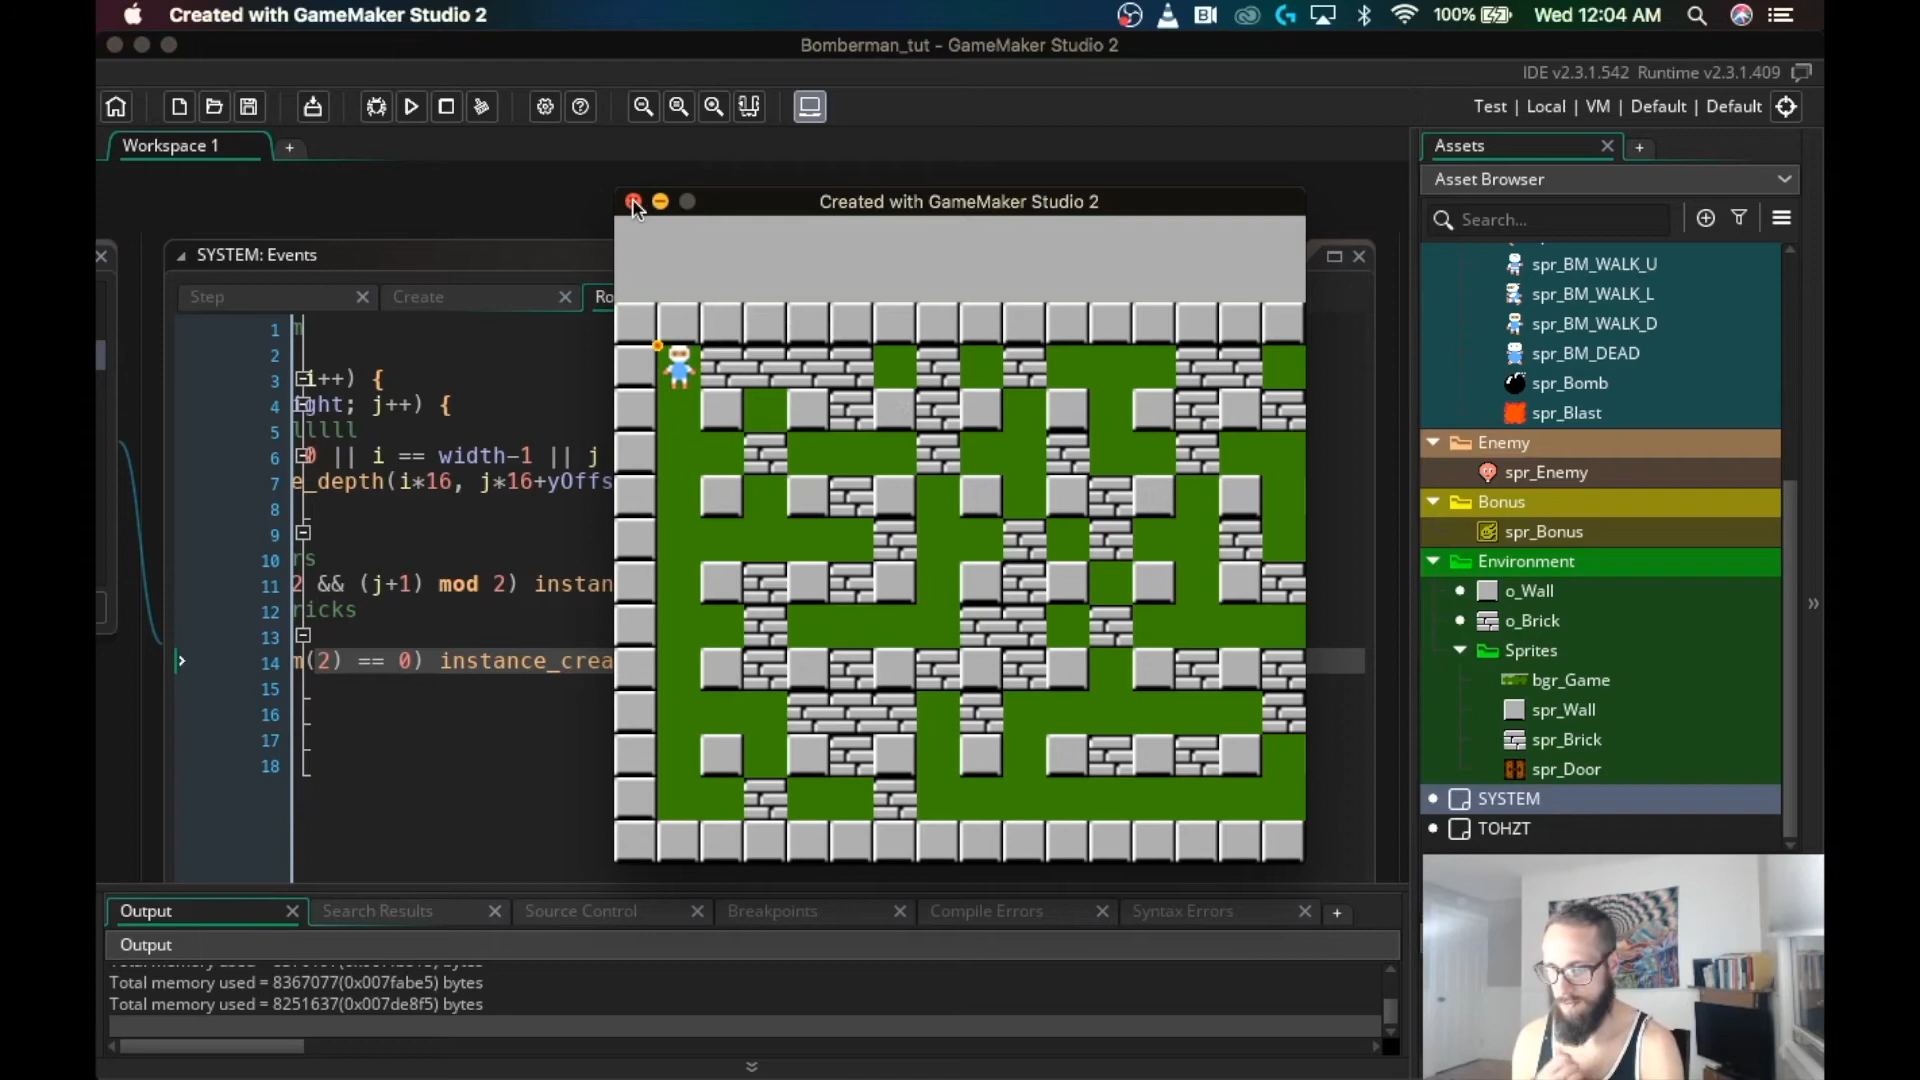 Created with GameMaker Studio 2
100%
Wed 12:04 AM
Bomberman_tut - GameMaker Studio 2
IDE v2.3.1.542 Runtime v2.3.1.409
Test | Local | VM | Default | Default
Workspace 1
+
Assets
+
Asset Browser
Search...
Created with GameMaker Studio 2
SYSTEM: Events
Step
Create
Ro
1 m
2
3 i++) {
4 ight; j++) {
5 lllll
6 0 || i == width-1 || j
7 e_depth(i*16, j*16+yOffs
8
9
10 rs
11 2 && (j+1) mod 2) instan
12 ricks
13
14 m(2) == 0) instance_crea
15
16
17
18
spr_BM_WALK_U
spr_BM_WALK_L
spr_BM_WALK_D
spr_BM_DEAD
spr_Bomb
spr_Blast
Enemy
spr_Enemy
Bonus
spr_Bonus
Environment
o_Wall
o_Brick
Sprites
bgr_Game
spr_Wall
spr_Brick
spr_Door
SYSTEM
TOHZT
Output
Search Results
Source Control
Breakpoints
Compile Errors
Syntax Errors
+
Output
Total memory used = 8367077(0x007fabe5) bytes
Total memory used = 8251637(0x007de8f5) bytes